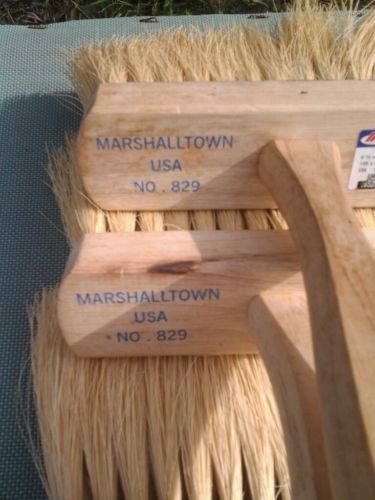 MARSHALLTOWN
USA
NO . 829
MARSHALLTOWN
USA
NO . 829